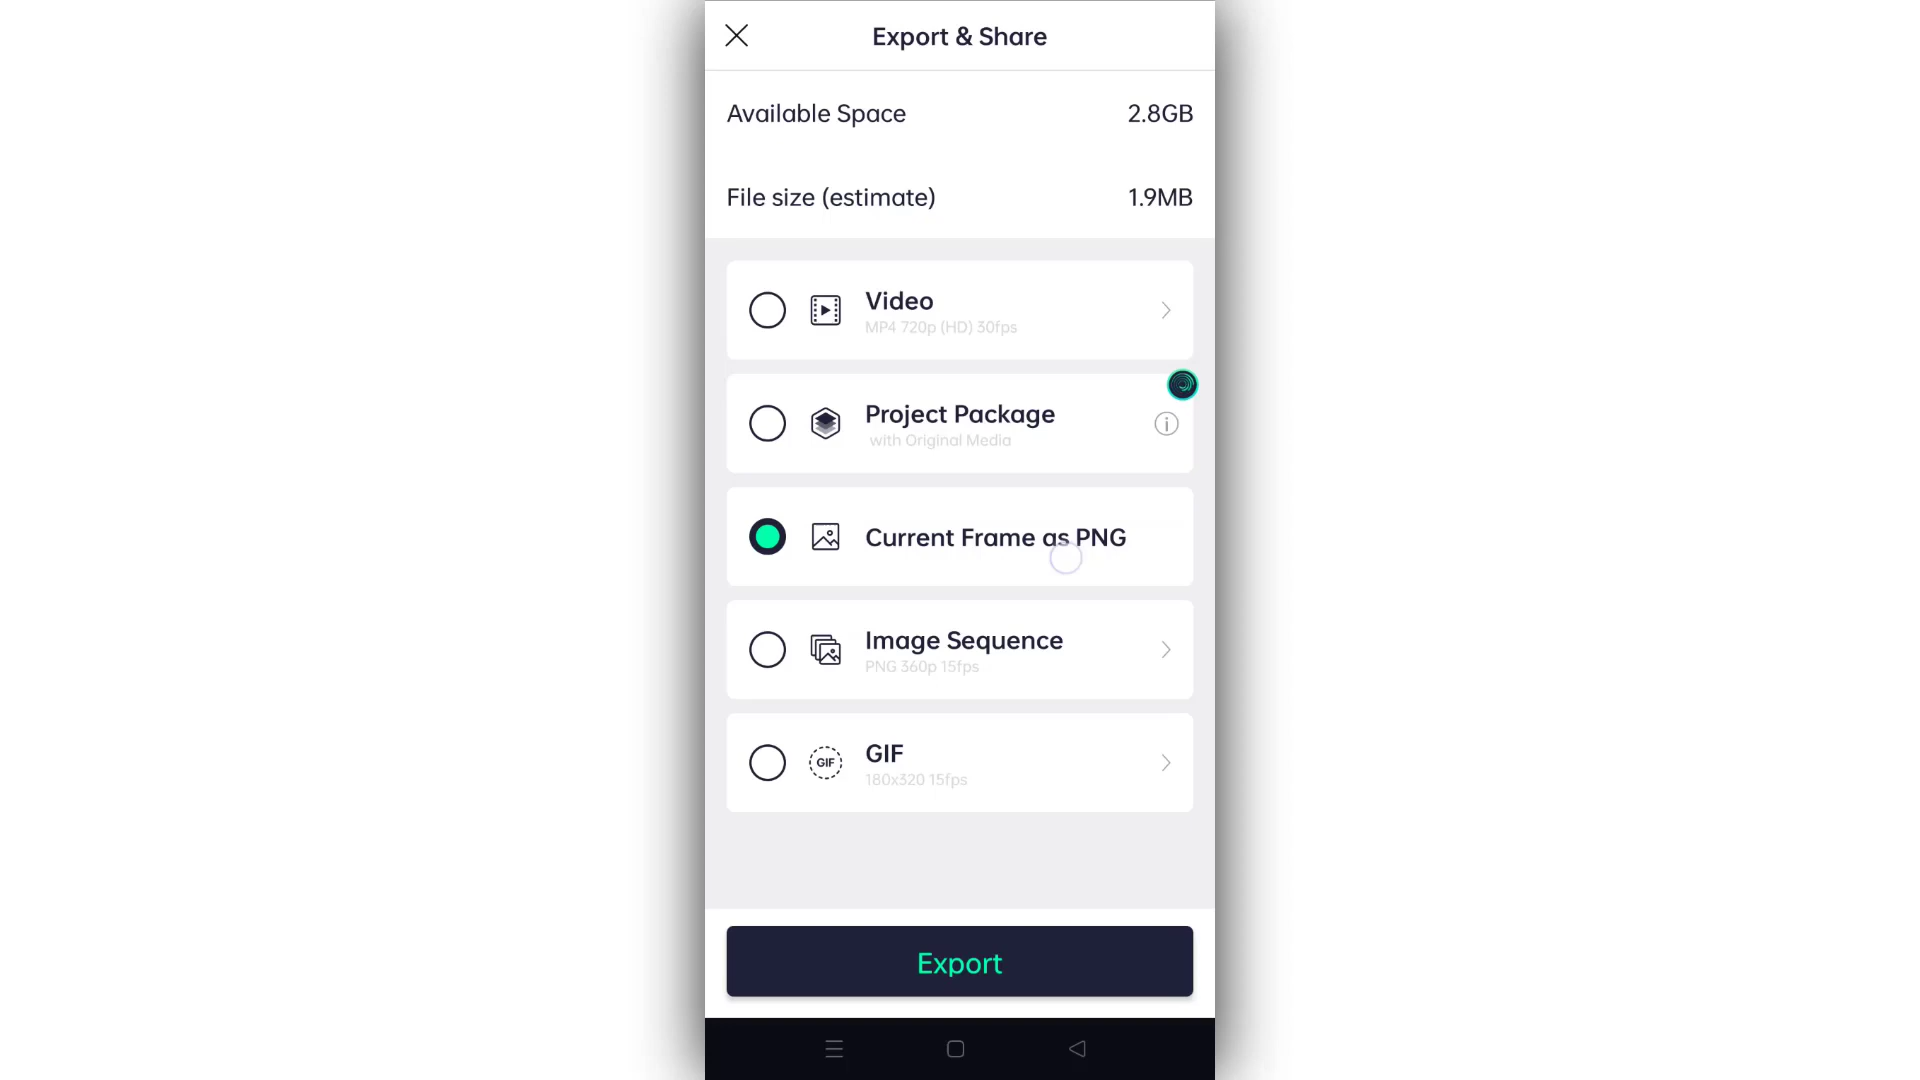 Export & Share
Available Space 2.8GB
File size (estimate) 1.9MB
Video
MP4 720p (HD) 30fps
Project Package
with Original Media
Current Frame as PNG
Image Sequence
PNG 360p 15fps
GIF GIF
180x320 15fps
Export